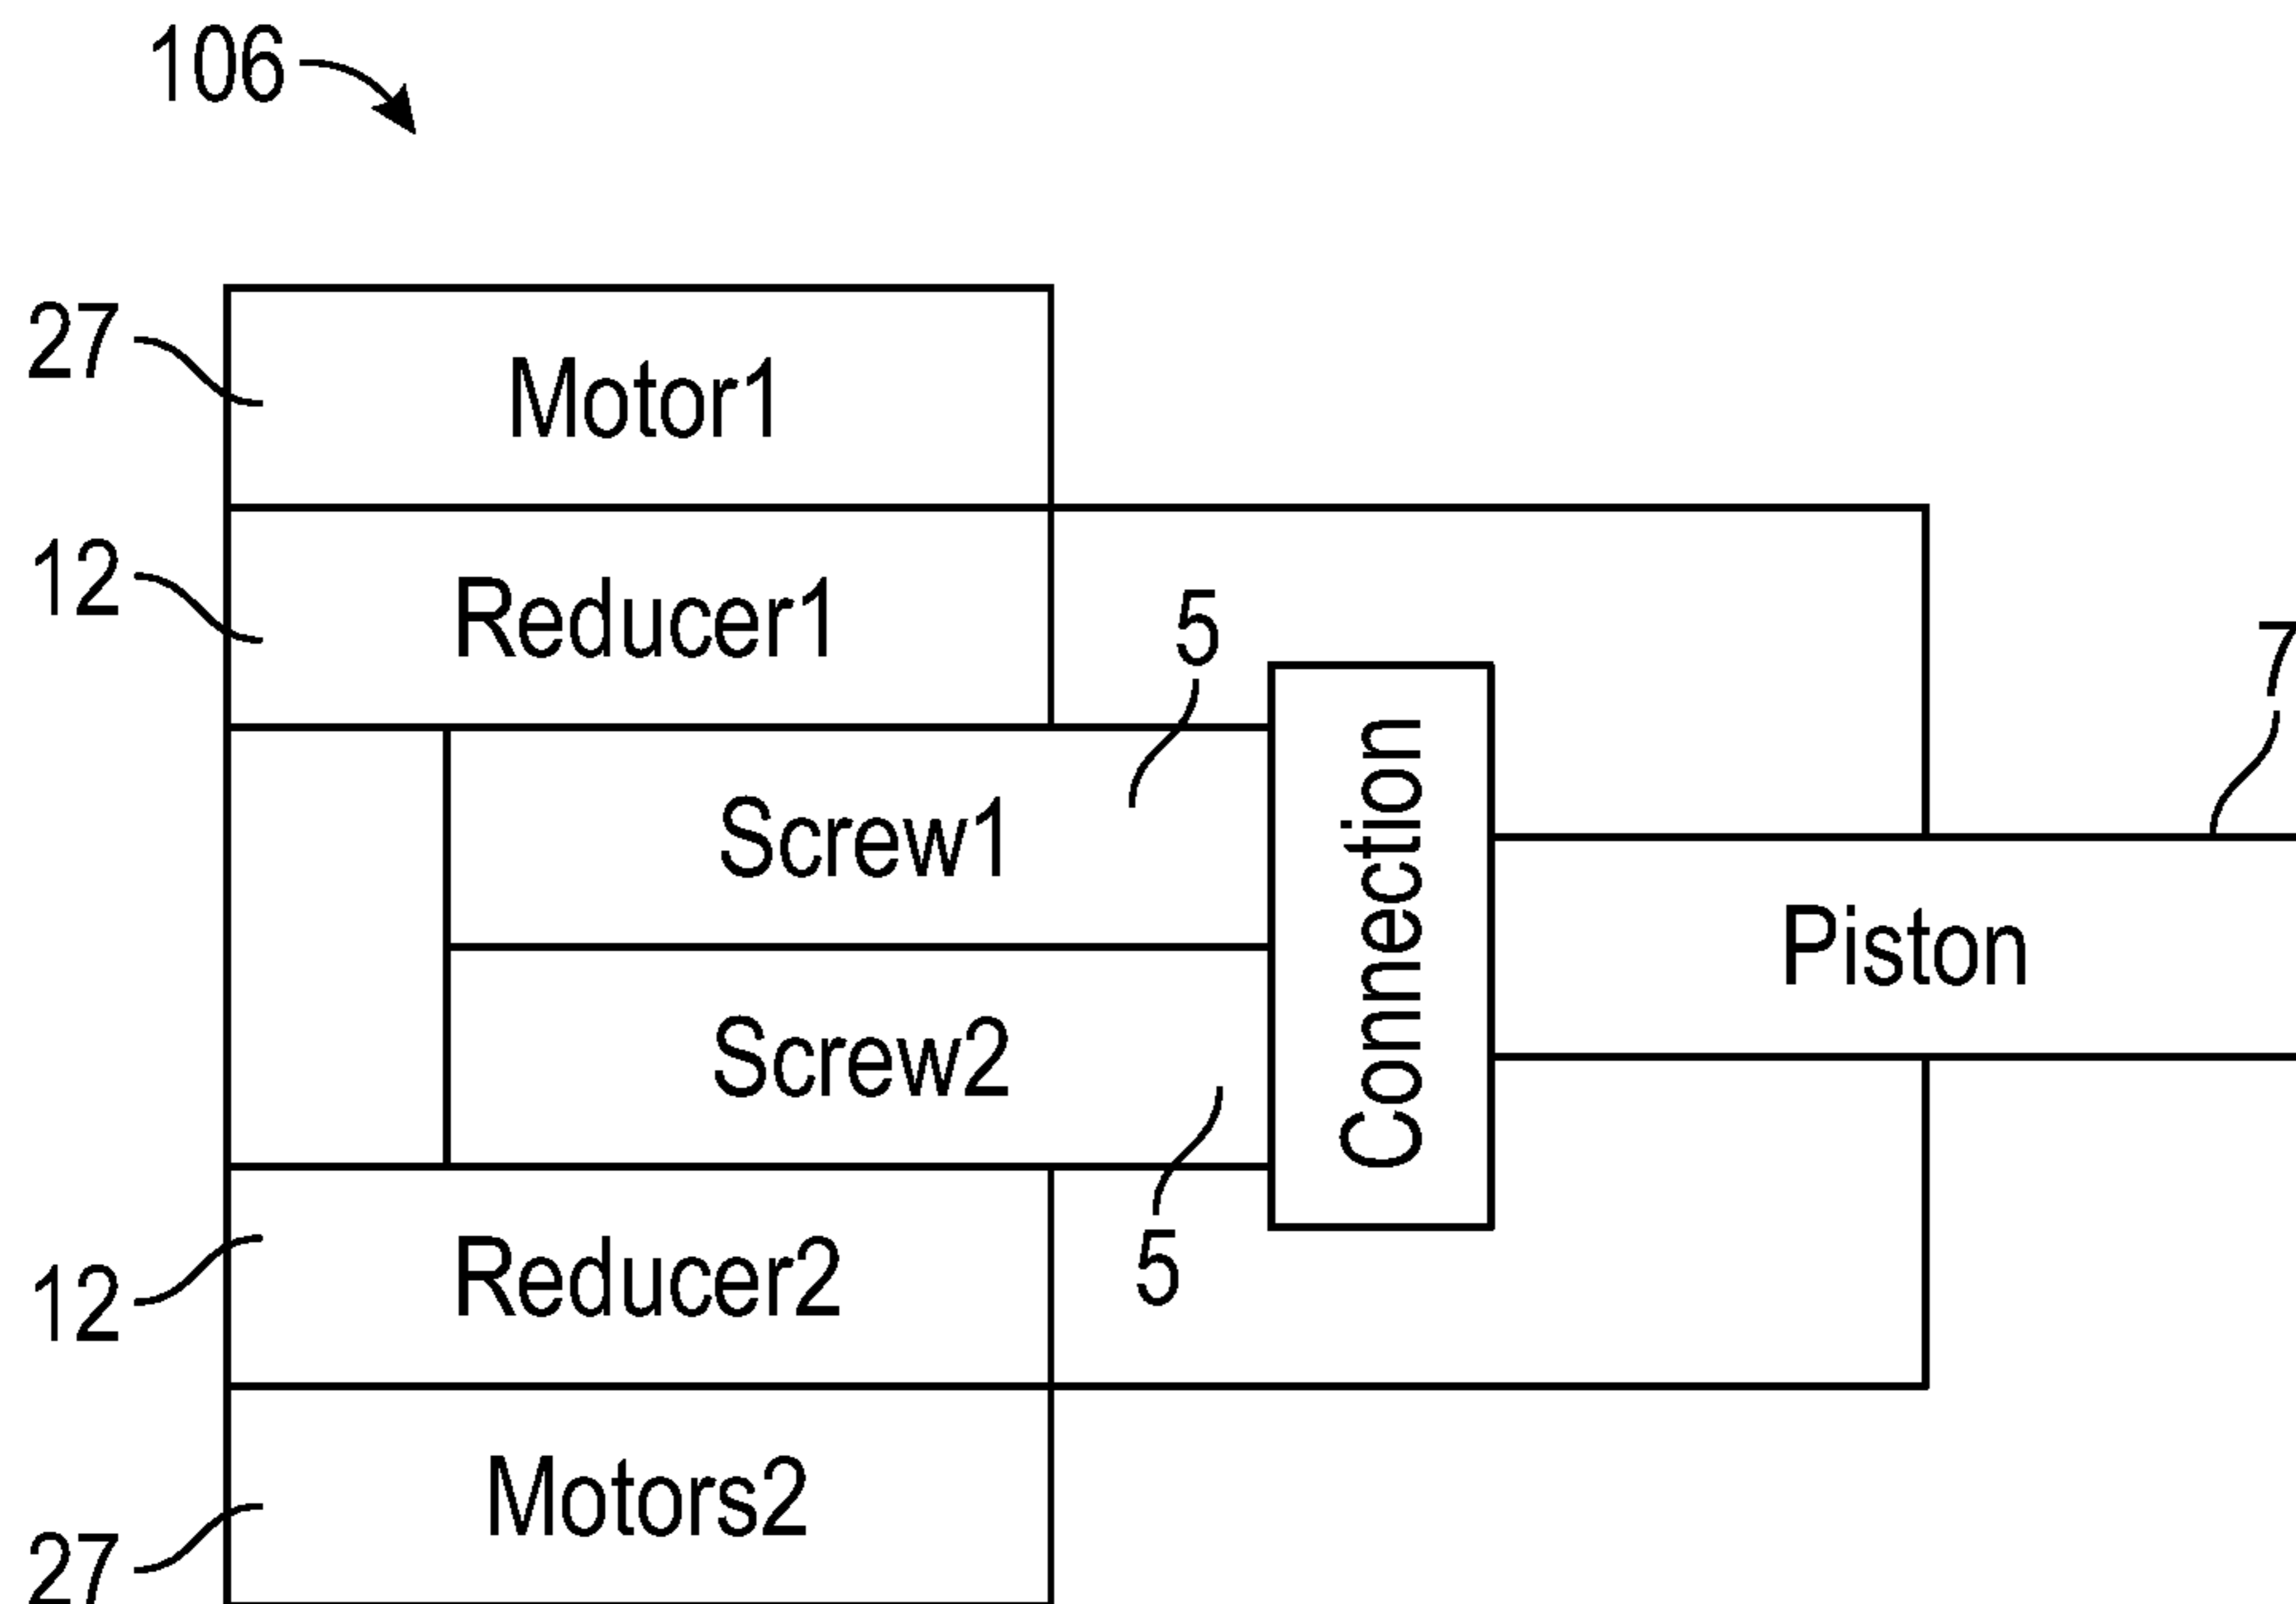 106
27
Motor1
12
Reducer1
5
7
Screw1
Connection
Piston
Screw2
5
Reducer2
12
Motors2
27